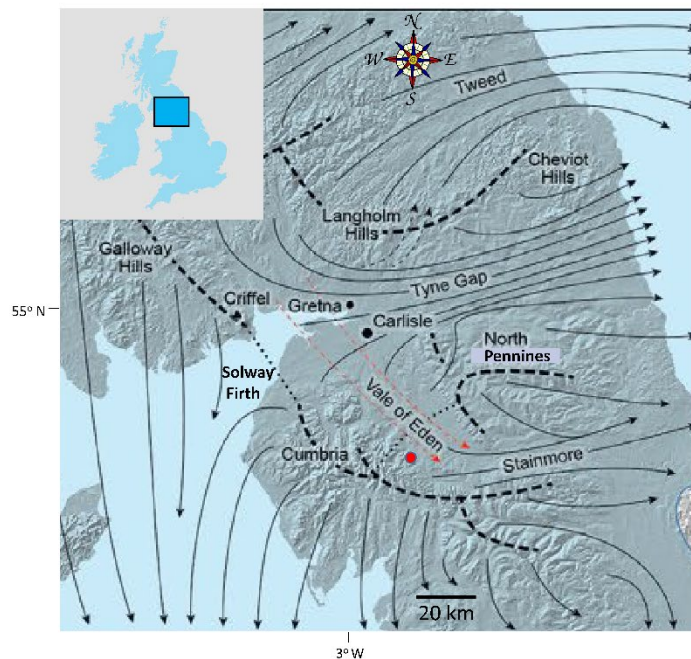 N
W E
S
Tweed
Cheviot
Hills
Langholm
Hills
Galloway
Hills
Tyne Gap
55° N
Criffel
Gretna
Carlisle
North
Pennines
Solway
Firth
Vale of Eden
Stainmore
Cumbria
20 km
3° W